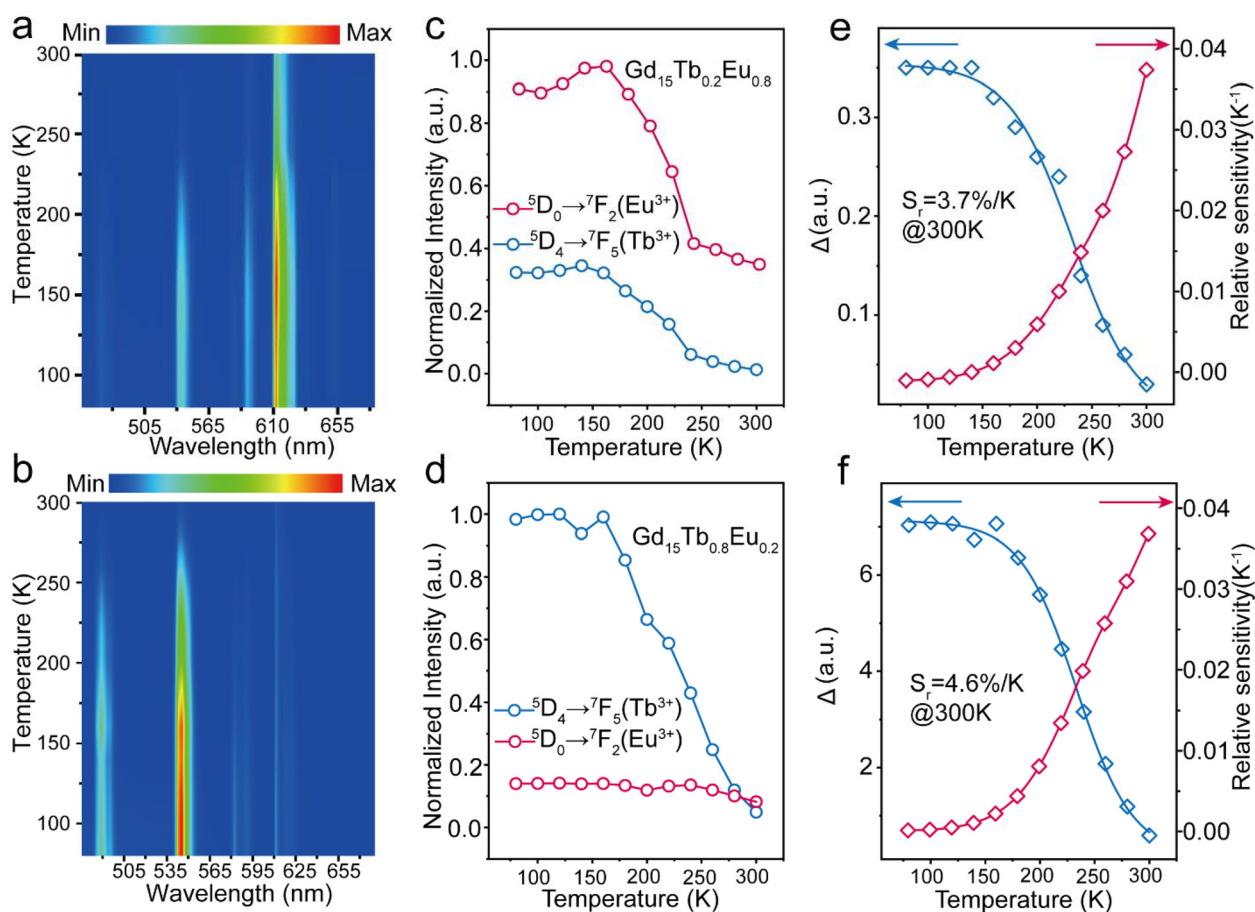 a
Min
Max
300
250
200
150
100
Temperature (K)
505
565
610
655
Wavelength (nm)
c
1.0
0.8
0.6
0.4
0.2
0.0
Normalized Intensity (a.u.)
Gd₁₅Tb₀.₂Eu₀.₈
⁵D₀→⁷F₂(Eu³⁺)
⁵D₄→⁷F₅(Tb³⁺)
100
150
200
250
300
Temperature (K)
e
0.3
0.2
0.1
Δ(a.u.)
Sᵣ=3.7%/K
@300K
0.04
0.03
0.02
0.01
0.00
Relative sensitivity(K⁻¹)
100
150
200
250
300
Temperature (K)
b
Min
Max
300
250
200
150
100
Temperature (K)
505
535
565
595
625
655
Wavelength (nm)
d
1.0
0.8
0.6
0.4
0.2
0.0
Normalized Intensity (a.u.)
Gd₁₅Tb₀.₈Eu₀.₂
⁵D₄→⁷F₅(Tb³⁺)
⁵D₀→⁷F₂(Eu³⁺)
100
150
200
250
300
Temperature (K)
f
6
4
2
Δ (a.u.)
Sᵣ=4.6%/K
@300K
0.04
0.03
0.02
0.01
0.00
Relative sensitivity(K⁻¹)
100
150
200
250
300
Temperature (K)